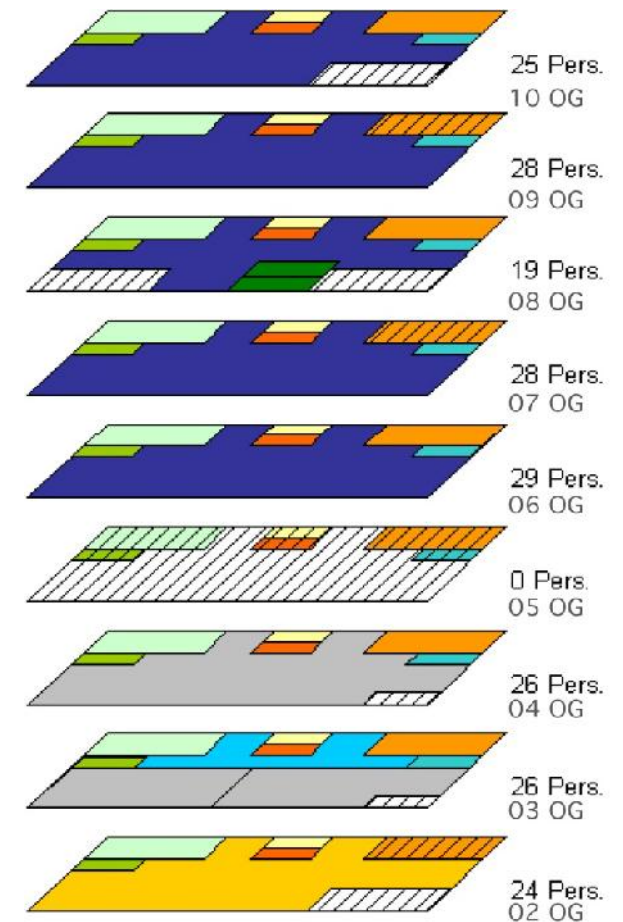 25 Pers.
10 OG
28 Pers.
09 OG
19 Pers.
08 OG
28 Pers.
07 OG
29 Pers.
06 OG
0 Pers.
05 OG
26 Pers.
04 OG
26 Pers.
03 OG
24 Pers.
02 OG